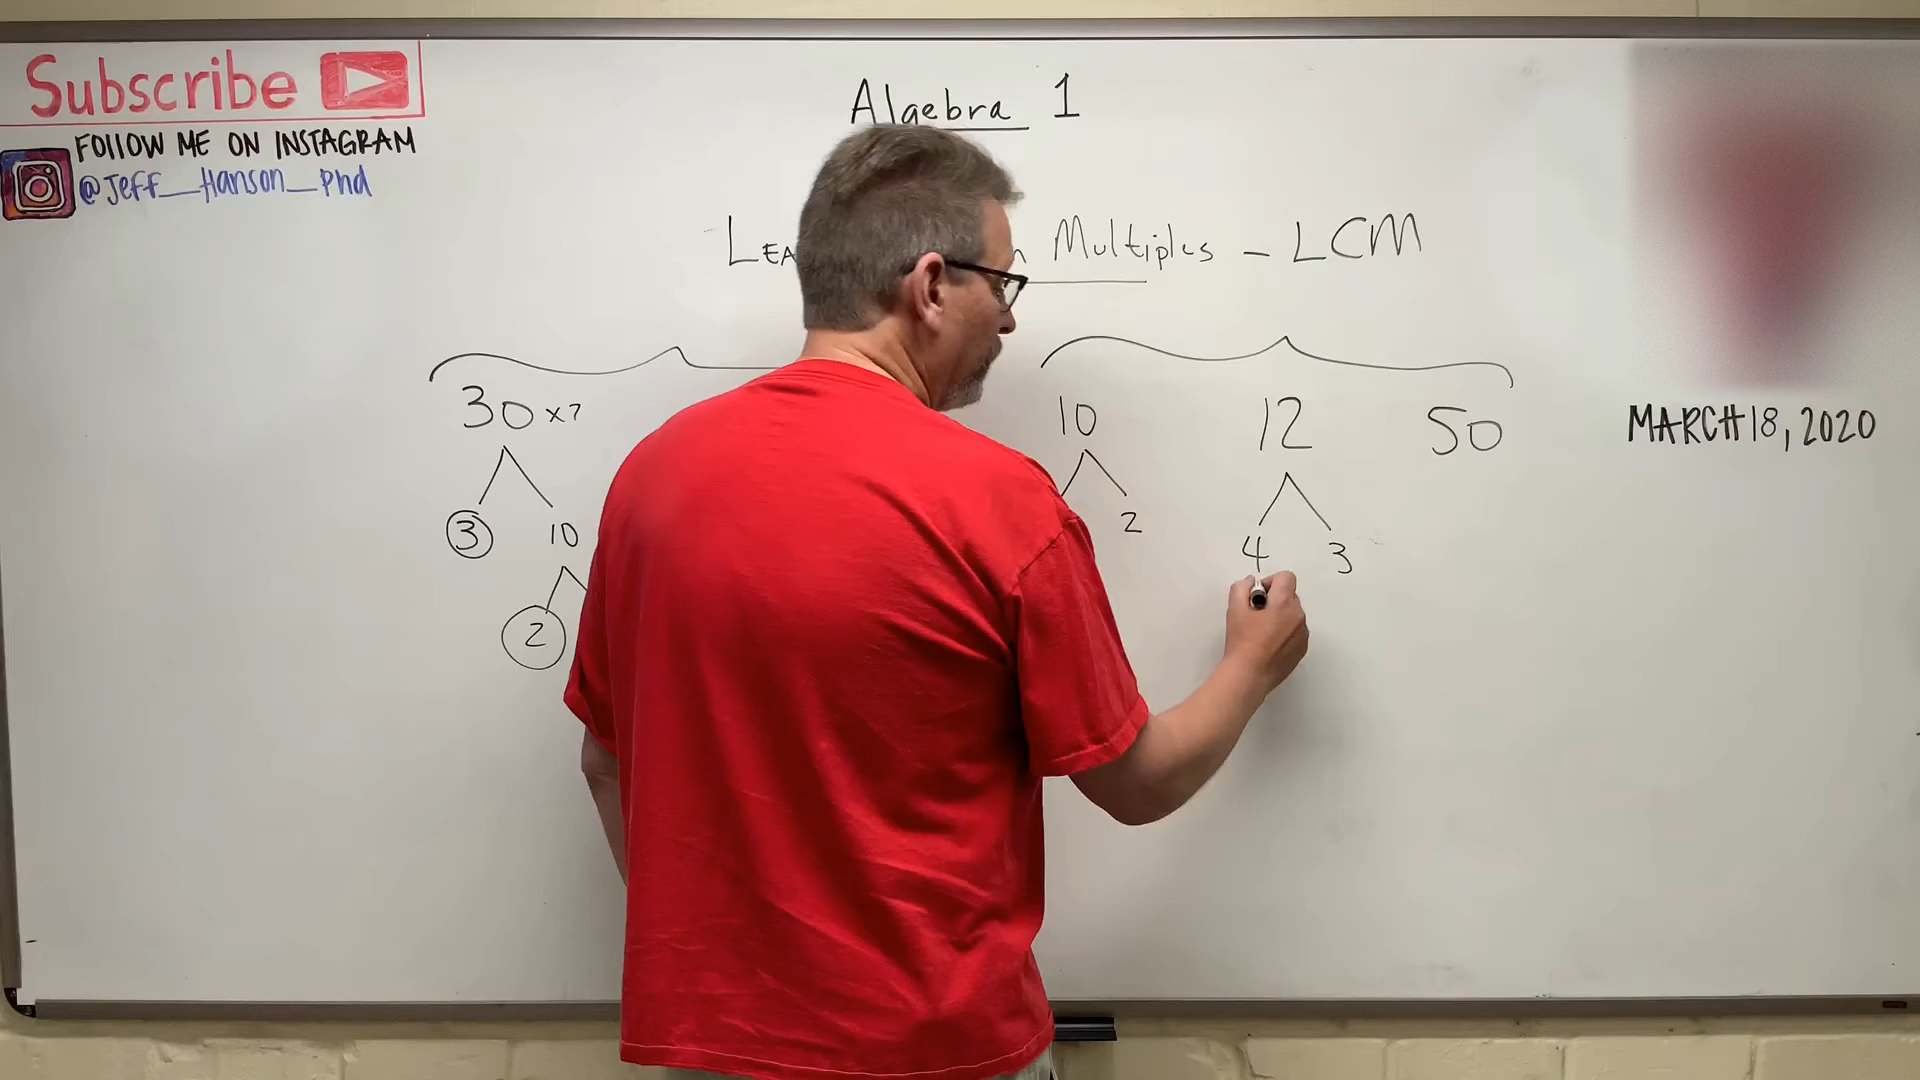 Subscribe
FOllOW ME ON INSTAGRAM
@Jeff_Hanson_Phd
Algebra 1
Multiples - LCM
30 x7
10
12
50
MARCH 18, 2020
3
10
2
4
3
2